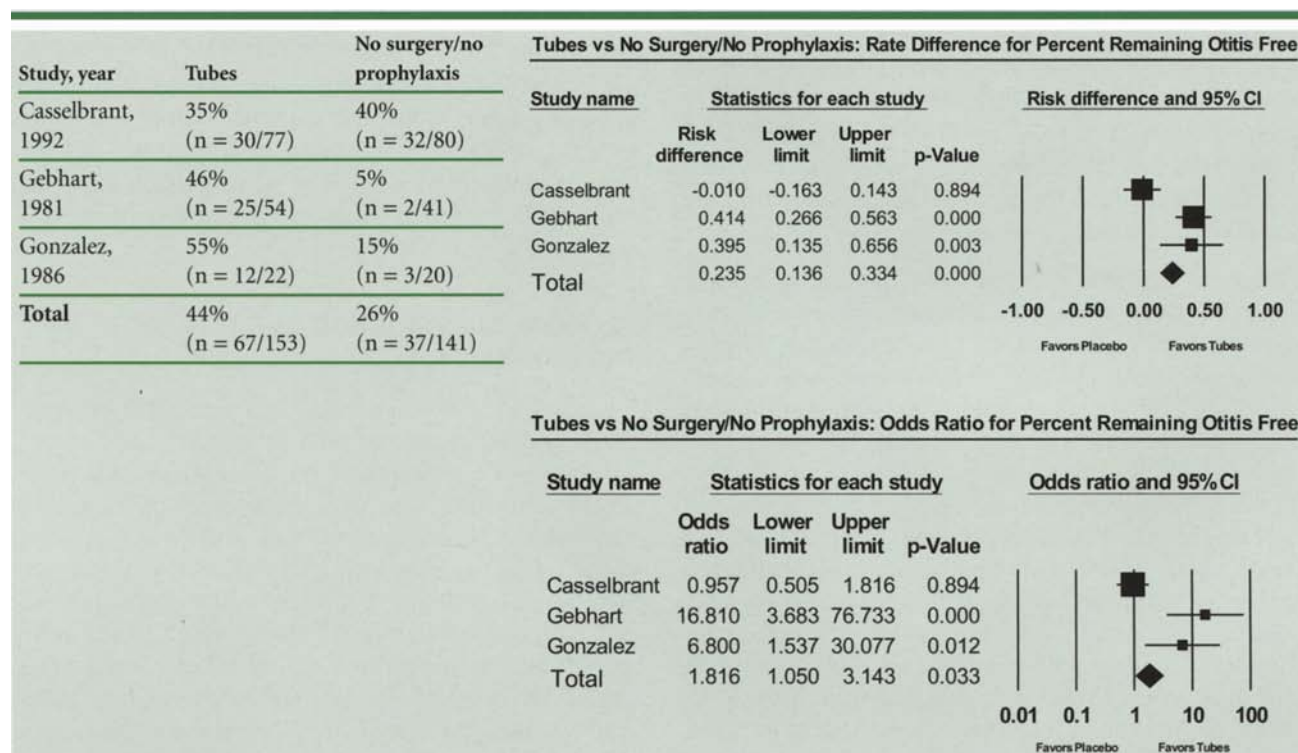 Study, year Tubes No surgery/no prophylaxis
Casselbrant, 1992 35% (n = 30/77) 40% (n = 32/80)
Gebhart, 1981 46% (n = 25/54) 5% (n = 2/41)
Gonzalez, 1986 55% (n = 12/22) 15% (n = 3/20)
Total 44% (n = 67/153) 26% (n = 37/141)
Tubes vs No Surgery/No Prophylaxis: Rate Difference for Percent Remaining Otitis Free
Study name Statistics for each study Risk difference and 95% CI
Risk difference Lower limit Upper limit p-Value
Casselbrant -0.010 -0.163 0.143 0.894
Gebhart 0.414 0.266 0.563 0.000
Gonzalez 0.395 0.135 0.656 0.003
Total 0.235 0.136 0.334 0.000
-1.00 -0.50 0.00 0.50 1.00
Favors Placebo Favors Tubes
Tubes vs No Surgery/No Prophylaxis: Odds Ratio for Percent Remaining Otitis Free
Study name Statistics for each study Odds ratio and 95% CI
Odds ratio Lower limit Upper limit p-Value
Casselbrant 0.957 0.505 1.816 0.894
Gebhart 16.810 3.683 76.733 0.000
Gonzalez 6.800 1.537 30.077 0.012
Total 1.816 1.050 3.143 0.033
0.01 0.1 1 10 100
Favors Placebo Favors Tubes